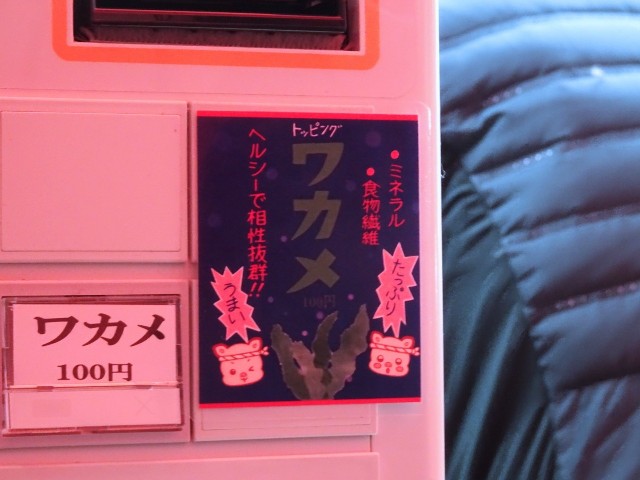 トッピング
ワカメ
100円
・ミネラル
・食物繊維
ヘルシーで相性抜群!!
たっぷり
うまい
ワカメ
100円